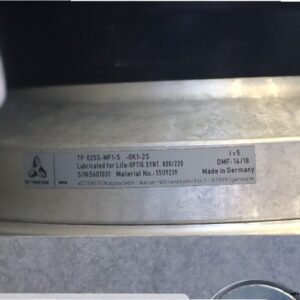 TP 025S-MF1-5 -0K1-2S i=5
Lubricated for Life-OPTIG.SYNT. 800/220 DMF: 14/18
S/N:5601031 Material No.: 55119239 Made in Germany